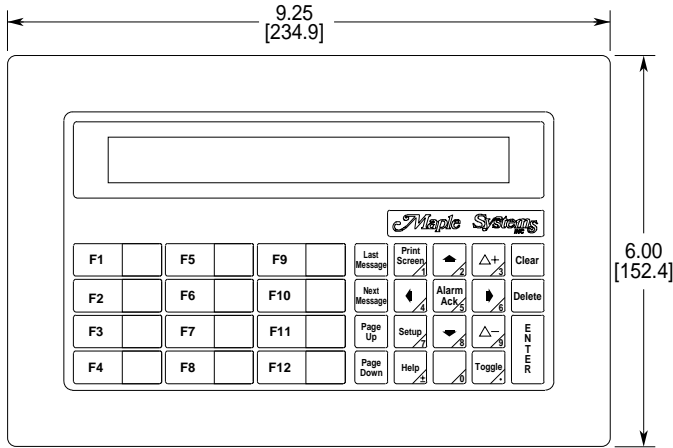 9.25
[234.9]
Maple Systems
INC
6.00
[152.4]
F1 F5 F9 Last Message Print Screen 1 2 △+ 3 Clear
F2 F6 F10 Next Message 4 Alarm Ack 5 6 Delete
F3 F7 F11 Page Up Setup 7 8 △− 9 ENTER
F4 F8 F12 Page Down Help ± 0 Toggle .